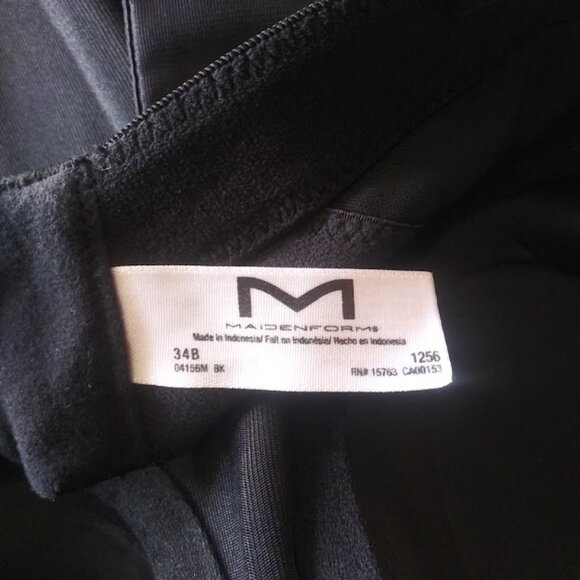 M
MAIDENFORM®
Made in Indonesia/ Fait en Indonésie/ Hecho en Indonesia
34B 1256
04156M BK RN# 15763 CA00153